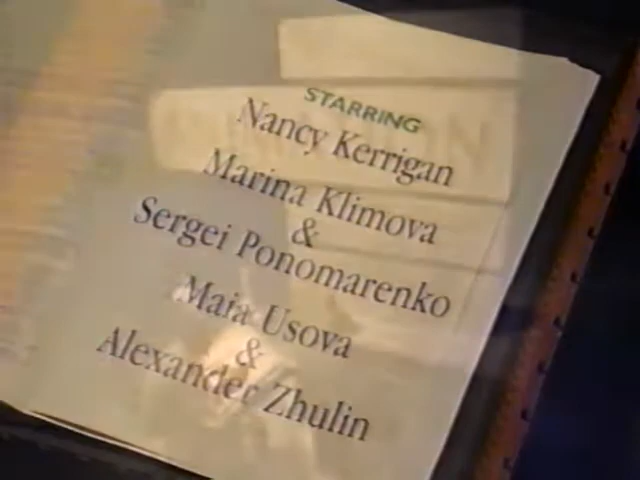 STARRING
Nancy Kerrigan
Marina Klimova
&
Sergei Ponomarenko
Maia Usova
&
Alexander Zhulin